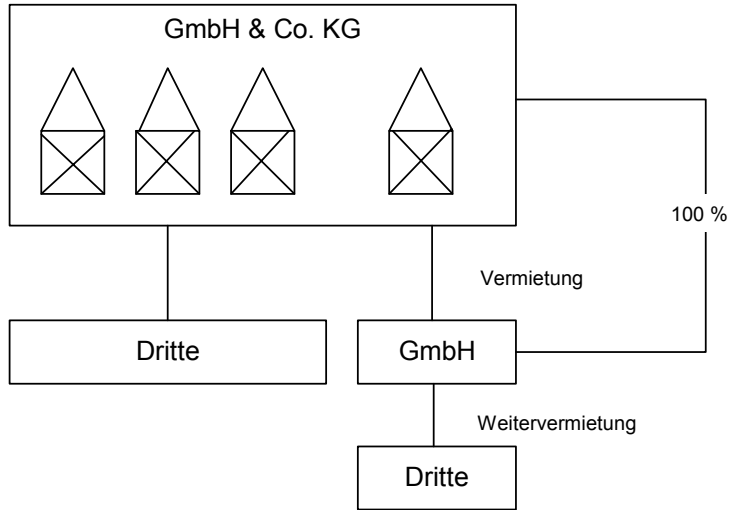 GmbH & Co. KG
100 %
Vermietung
Dritte
GmbH
Weitervermietung
Dritte